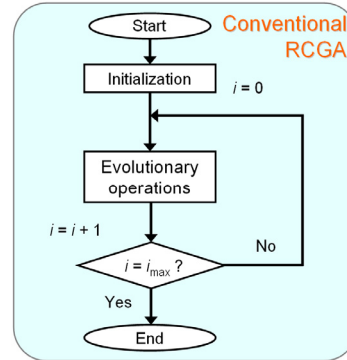 Start
Conventional
RCGA
Initialization
i = 0
Evolutionary
operations
i = i + 1
i = imax ?
No
Yes
End